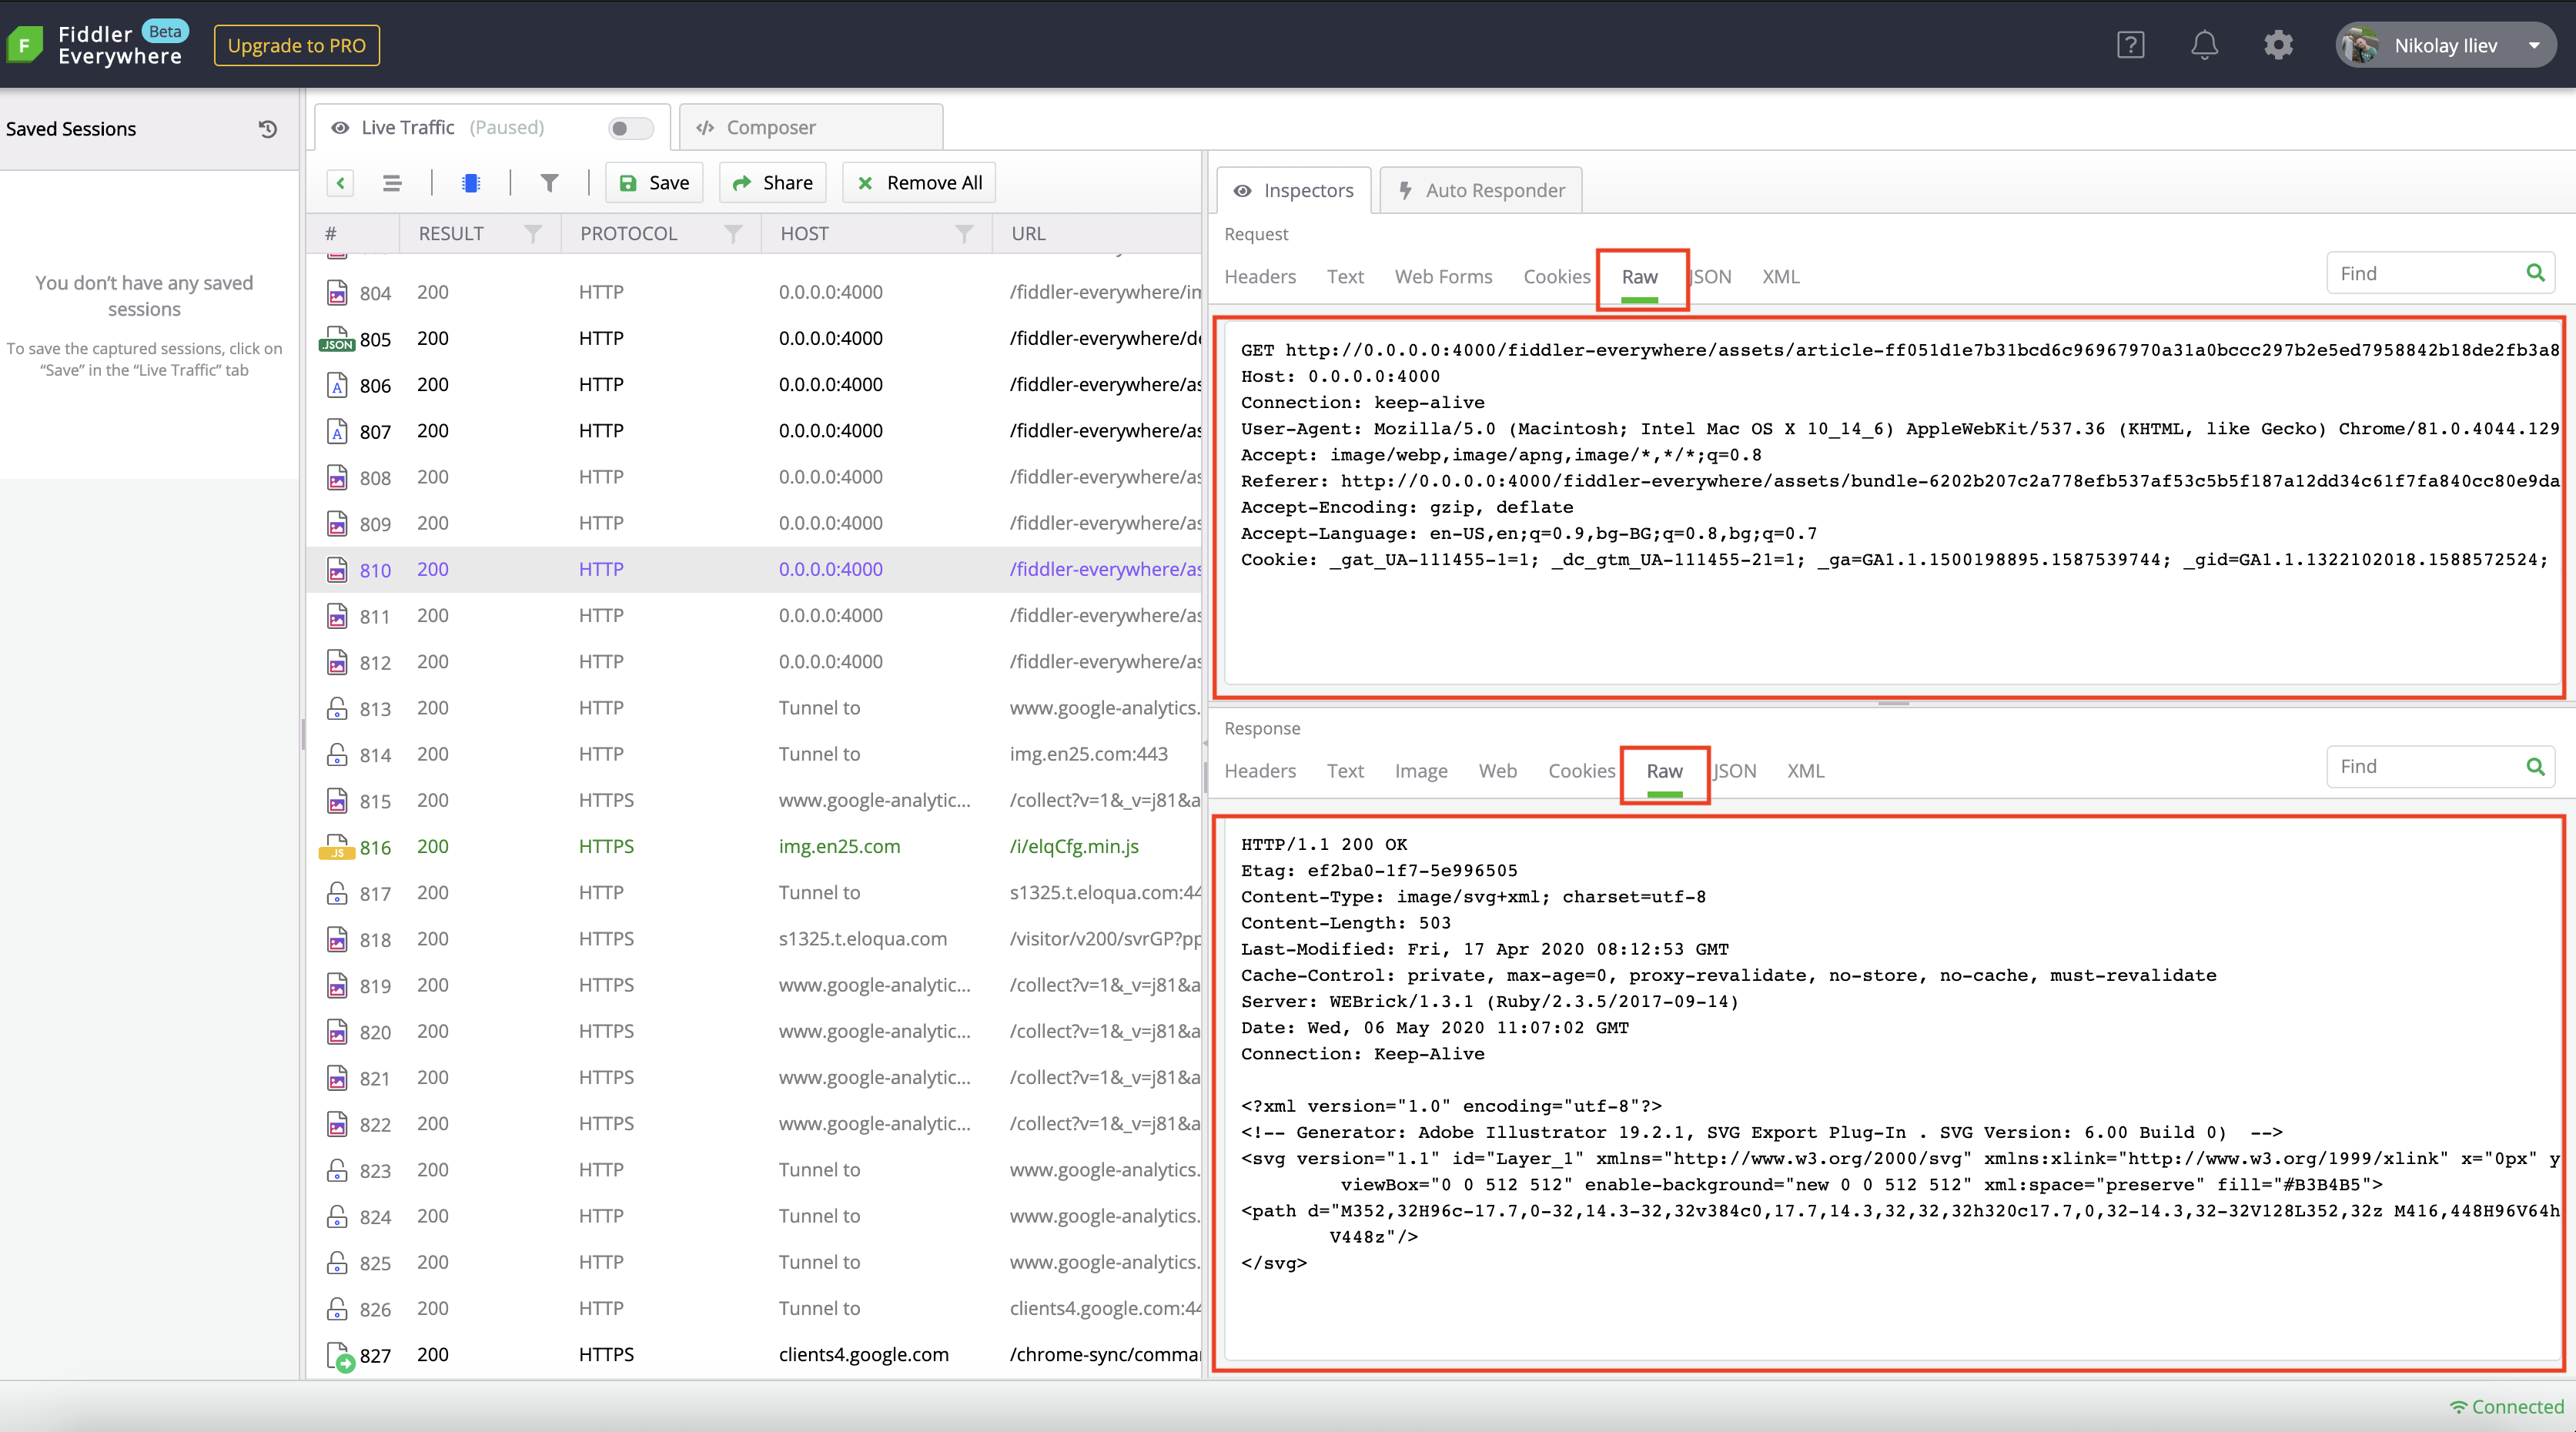 Fiddler Everywhere Beta
Upgrade to PRO
Nikolay Iliev
Saved Sessions
You don't have any saved
sessions
To save the captured sessions, click on
“Save” in the “Live Traffic” tab
Live Traffic (Paused)
Composer
Save
Share
Remove All
# RESULT PROTOCOL HOST URL
804 200 HTTP 0.0.0.0:4000 /fiddler-everywhere/im
805 200 HTTP 0.0.0.0:4000 /fiddler-everywhere/de
806 200 HTTP 0.0.0.0:4000 /fiddler-everywhere/as
807 200 HTTP 0.0.0.0:4000 /fiddler-everywhere/as
808 200 HTTP 0.0.0.0:4000 /fiddler-everywhere/as
809 200 HTTP 0.0.0.0:4000 /fiddler-everywhere/as
810 200 HTTP 0.0.0.0:4000 /fiddler-everywhere/as
811 200 HTTP 0.0.0.0:4000 /fiddler-everywhere/as
812 200 HTTP 0.0.0.0:4000 /fiddler-everywhere/as
813 200 HTTP Tunnel to www.google-analytics.
814 200 HTTP Tunnel to img.en25.com:443
815 200 HTTPS www.google-analytic... /collect?v=1&_v=j81&a
816 200 HTTPS img.en25.com /i/elqCfg.min.js
817 200 HTTP Tunnel to s1325.t.eloqua.com:44
818 200 HTTPS s1325.t.eloqua.com /visitor/v200/svrGP?pp
819 200 HTTPS www.google-analytic... /collect?v=1&_v=j81&a
820 200 HTTPS www.google-analytic... /collect?v=1&_v=j81&a
821 200 HTTPS www.google-analytic... /collect?v=1&_v=j81&a
822 200 HTTPS www.google-analytic... /collect?v=1&_v=j81&a
823 200 HTTP Tunnel to www.google-analytics.
824 200 HTTP Tunnel to www.google-analytics.
825 200 HTTP Tunnel to www.google-analytics.
826 200 HTTP Tunnel to clients4.google.com:44
827 200 HTTPS clients4.google.com /chrome-sync/comma
Inspectors
Auto Responder
Request
Headers Text Web Forms Cookies Raw JSON XML
Find
GET http://0.0.0.0:4000/fiddler-everywhere/assets/article-ff051d1e7b31bcd6c96967970a31a0bccc297b2e5ed7958842b18de2fb3a8
Host: 0.0.0.0:4000
Connection: keep-alive
User-Agent: Mozilla/5.0 (Macintosh; Intel Mac OS X 10_14_6) AppleWebKit/537.36 (KHTML, like Gecko) Chrome/81.0.4044.129
Accept: image/webp,image/apng,image/*,*/*;q=0.8
Referer: http://0.0.0.0:4000/fiddler-everywhere/assets/bundle-6202b207c2a778efb537af53c5b5f187a12dd34c61f7fa840cc80e9da
Accept-Encoding: gzip, deflate
Accept-Language: en-US,en;q=0.9,bg-BG;q=0.8,bg;q=0.7
Cookie: _gat_UA-111455-1=1; _dc_gtm_UA-111455-21=1; _ga=GA1.1.1500198895.1587539744; _gid=GA1.1.1322102018.1588572524;
Response
Headers Text Image Web Cookies Raw JSON XML
Find
HTTP/1.1 200 OK
Etag: ef2ba0-1f7-5e996505
Content-Type: image/svg+xml; charset=utf-8
Content-Length: 503
Last-Modified: Fri, 17 Apr 2020 08:12:53 GMT
Cache-Control: private, max-age=0, proxy-revalidate, no-store, no-cache, must-revalidate
Server: WEBrick/1.3.1 (Ruby/2.3.5/2017-09-14)
Date: Wed, 06 May 2020 11:07:02 GMT
Connection: Keep-Alive
<?xml version="1.0" encoding="utf-8"?>
<!-- Generator: Adobe Illustrator 19.2.1, SVG Export Plug-In . SVG Version: 6.00 Build 0)  -->
<svg version="1.1" id="Layer_1" xmlns="http://www.w3.org/2000/svg" xmlns:xlink="http://www.w3.org/1999/xlink" x="0px" y
viewBox="0 0 512 512" enable-background="new 0 0 512 512" xml:space="preserve" fill="#B3B4B5">
<path d="M352,32H96c-17.7,0-32,14.3-32,32v384c0,17.7,14.3,32,32,32h320c17.7,0,32-14.3,32-32V128L352,32z M416,448H96V64h
V448z"/>
</svg>
Connected